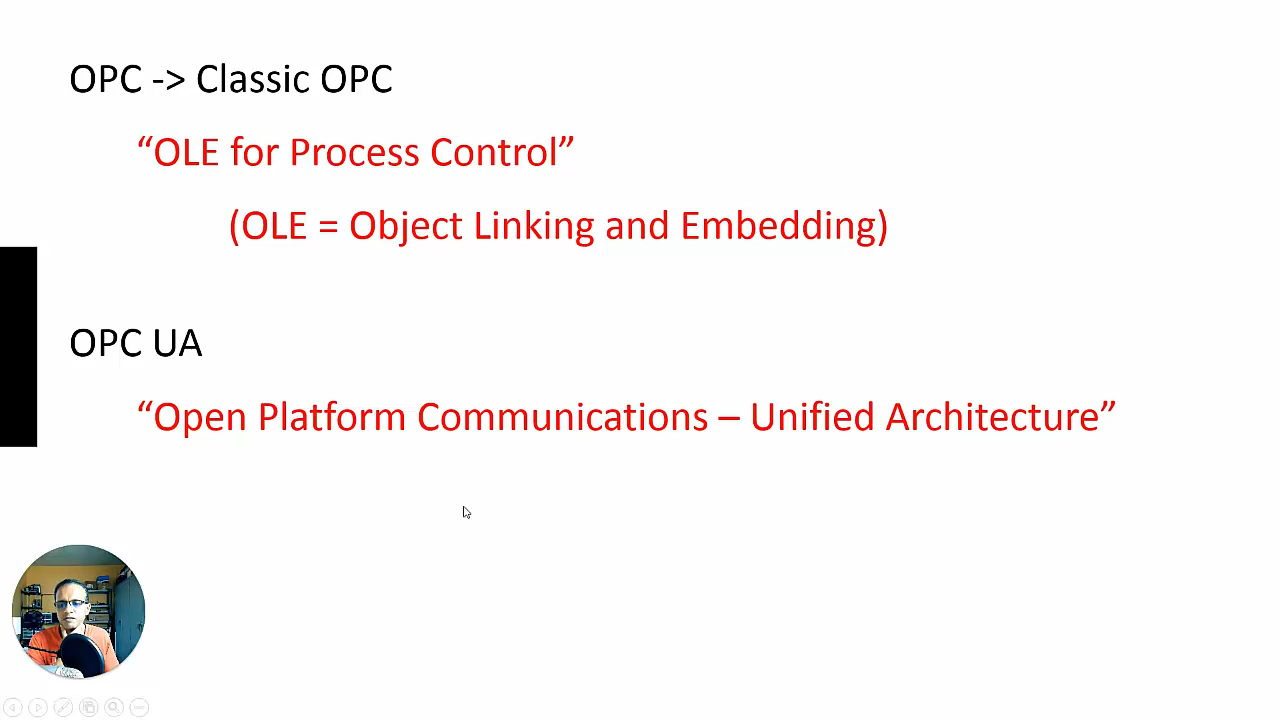 OPC -> Classic OPC
“OLE for Process Control”
(OLE = Object Linking and Embedding)
OPC UA
“Open Platform Communications – Unified Architecture”